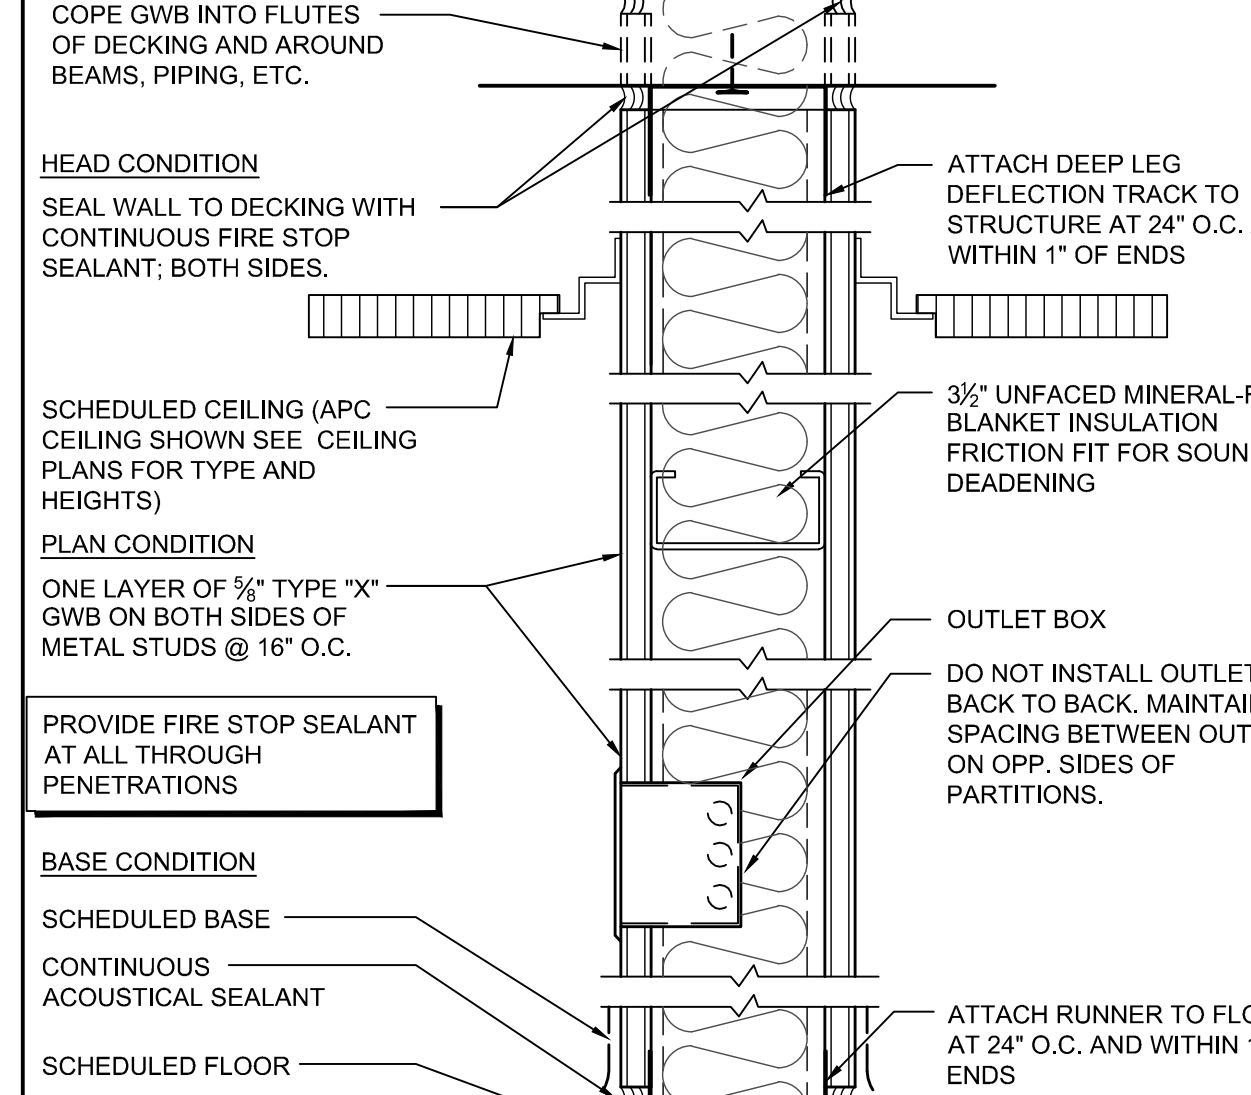 COPE GWB INTO FLUTES
OF DECKING AND AROUND
BEAMS, PIPING, ETC.
HEAD CONDITION
SEAL WALL TO DECKING WITH
CONTINUOUS FIRE STOP
SEALANT; BOTH SIDES.
SCHEDULED CEILING (APC
CEILING SHOWN SEE CEILING
PLANS FOR TYPE AND
HEIGHTS)
PLAN CONDITION
ONE LAYER OF ⅝" TYPE "X"
GWB ON BOTH SIDES OF
METAL STUDS @ 16" O.C.
PROVIDE FIRE STOP SEALANT
AT ALL THROUGH
PENETRATIONS
BASE CONDITION
SCHEDULED BASE
CONTINUOUS
ACOUSTICAL SEALANT
SCHEDULED FLOOR
ATTACH DEEP LEG
DEFLECTION TRACK TO
STRUCTURE AT 24" O.C.
WITHIN 1" OF ENDS
3½" UNFACED MINERAL-
BLANKET INSULATION
FRICTION FIT FOR SOUN
DEADENING
OUTLET BOX
DO NOT INSTALL OUTLET
BACK TO BACK. MAINTAI
SPACING BETWEEN OUT
ON OPP. SIDES OF
PARTITIONS.
ATTACH RUNNER TO FLO
AT 24" O.C. AND WITHIN 1
ENDS